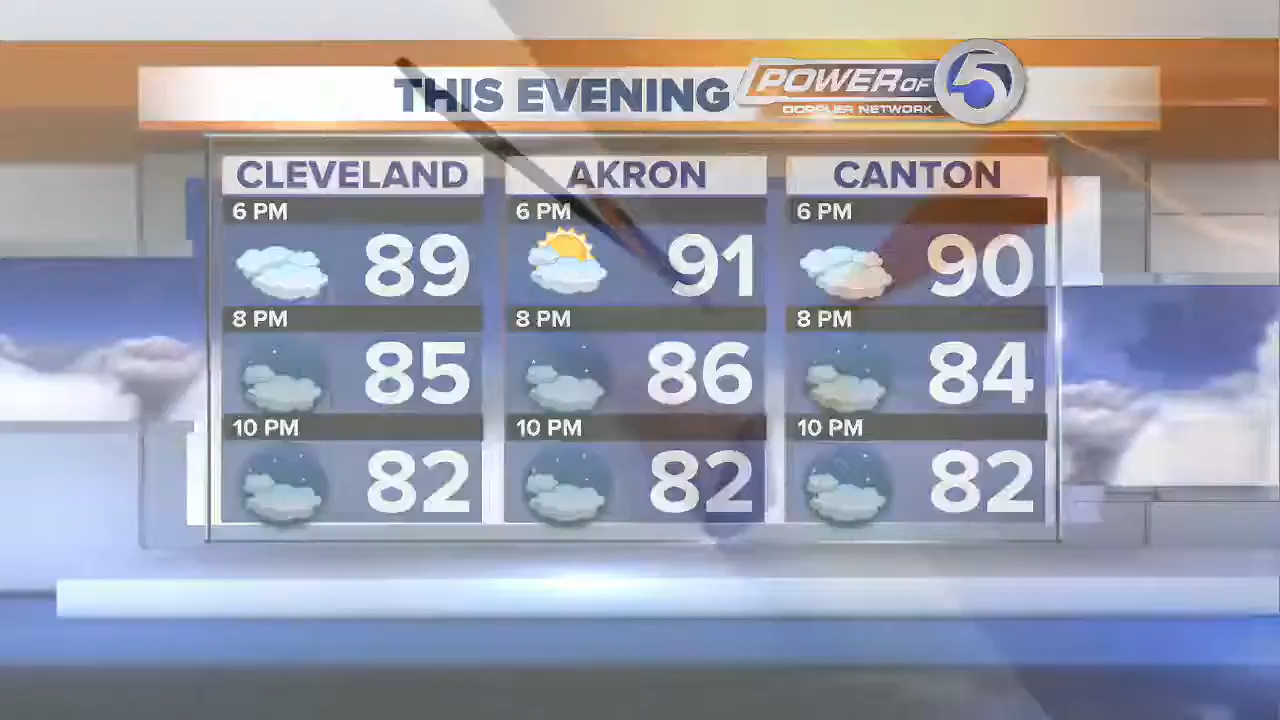 THIS EVENING
POWER OF 5
DOPPLER NETWORK
CLEVELAND AKRON CANTON
6 PM 6 PM 6 PM
89 91 90
8 PM 8 PM 8 PM
85 86 84
10 PM 10 PM 10 PM
82 82 82